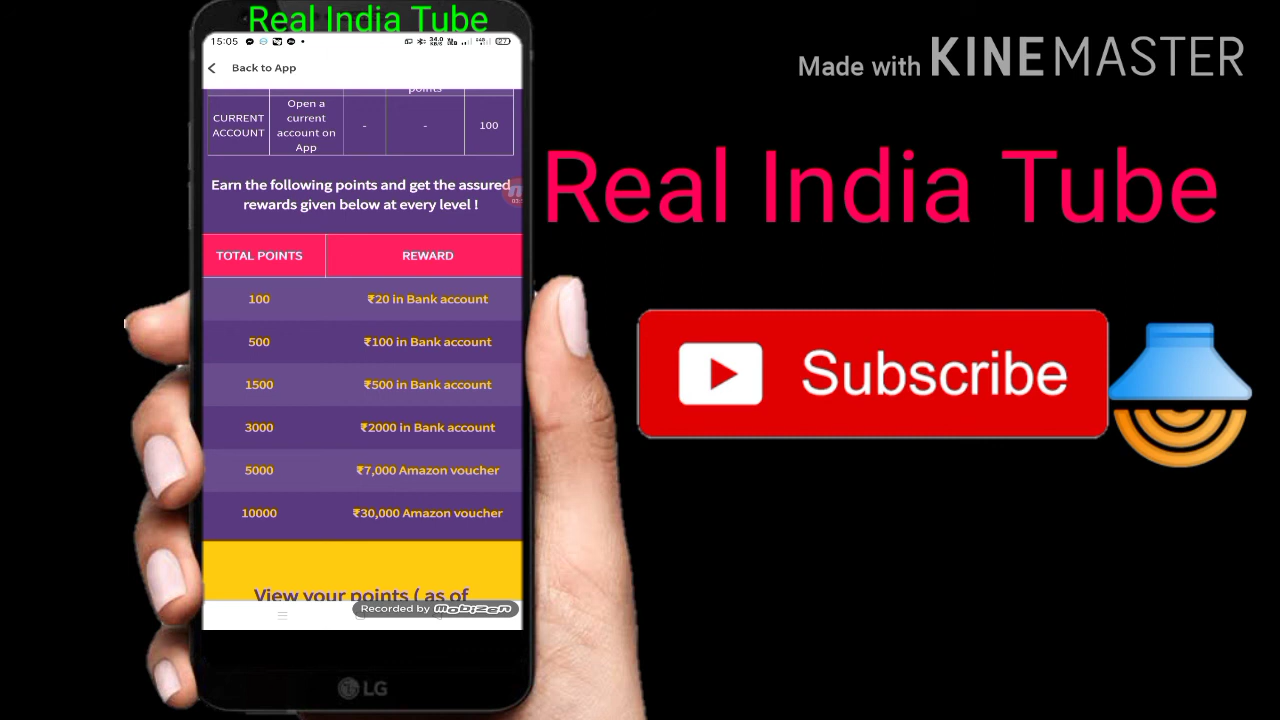 Real India Tube
15:05
34.0
KB/S
27
Back to App
Made with KINEMASTER
points
CURRENT ACCOUNT
Open a current account on App
-
-
100
Earn the following points and get the assured
rewards given below at every level !
Real India Tube
TOTAL POINTS REWARD
100 ₹20 in Bank account
500 ₹100 in Bank account
1500 ₹500 in Bank account
3000 ₹2000 in Bank account
5000 ₹7,000 Amazon voucher
10000 ₹30,000 Amazon voucher
Subscribe
View your points ( as of
Recorded by mobizen
LG